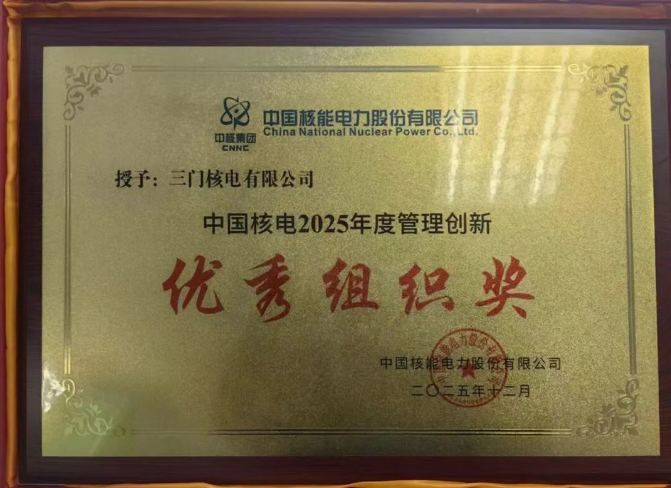 中国核能电力股份有限公司
China National Nuclear Power Co.,Ltd.
中核集团
CNNC
授予：三门核电有限公司
中国核电2025年度管理创新
优秀组织奖
中国核能电力股份有限公司
二〇二五年十二月